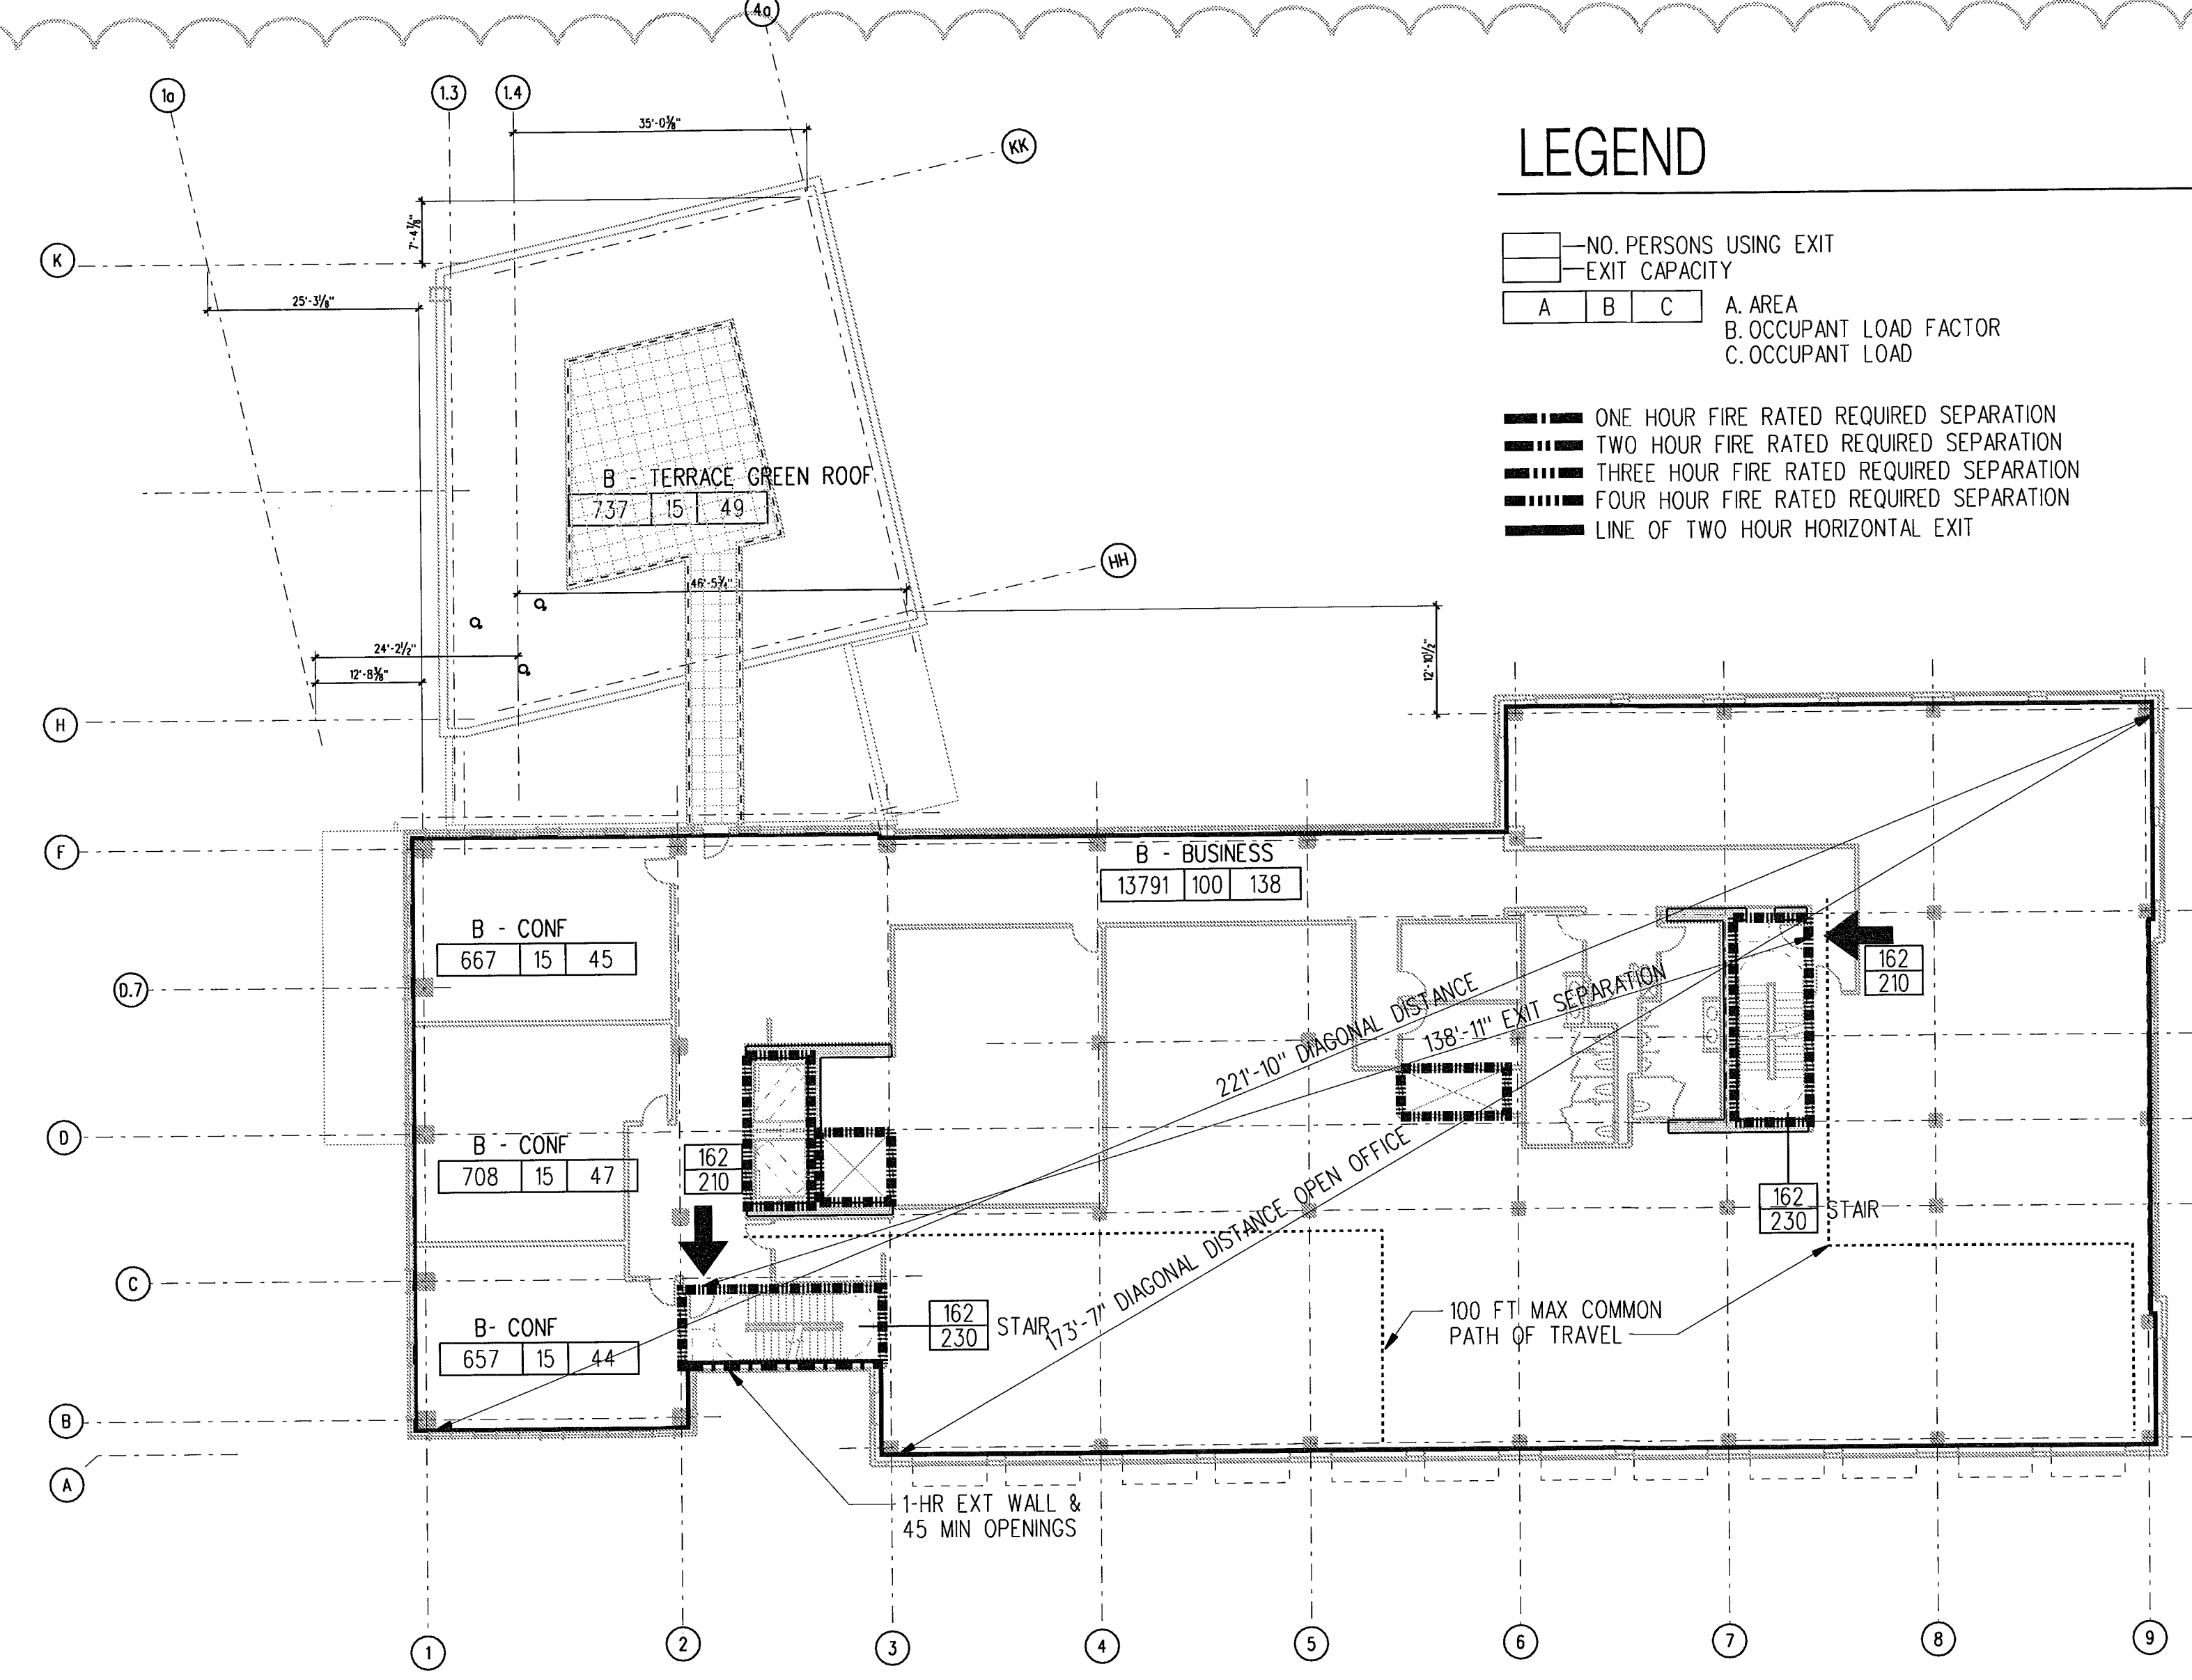 4a
1a
1.3
1.4
35'-0⅜"
KK
LEGEND
K
7'-4⅞"
25'-3⅛"
NO. PERSONS USING EXIT
EXIT CAPACITY
A B C
A. AREA
B. OCCUPANT LOAD FACTOR
C. OCCUPANT LOAD
ONE HOUR FIRE RATED REQUIRED SEPARATION
TWO HOUR FIRE RATED REQUIRED SEPARATION
THREE HOUR FIRE RATED REQUIRED SEPARATION
FOUR HOUR FIRE RATED REQUIRED SEPARATION
LINE OF TWO HOUR HORIZONTAL EXIT
B - TERRACE GREEN ROOF
737 15 49
HH
46'-5¾"
24'-2½"
12'-8⅜"
12'-10½"
H
F
B - BUSINESS
13791 100 138
B - CONF
667 15 45
D.7
162
210
221'-10" DIAGONAL DISTANCE
138'-11" EXIT SEPARATION
D
B - CONF
708 15 47
162
210
173'-7" DIAGONAL DISTANCE OPEN OFFICE
162
230
STAIR
C
B- CONF
657 15 44
162
230
STAIR
100 FT MAX COMMON
PATH OF TRAVEL
B
A
1-HR EXT WALL &
45 MIN OPENINGS
1
2
3
4
5
6
7
8
9